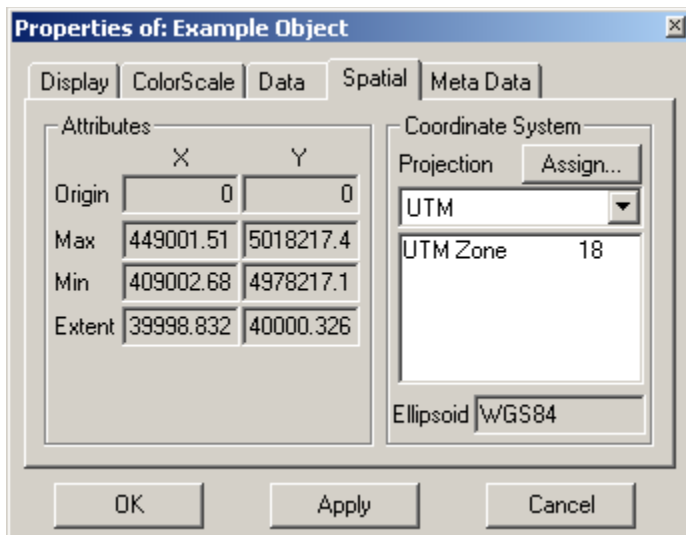 Properties of: Example Object
Display ColorScale Data Spatial Meta Data
Attributes
X Y
Origin 0 0
Max 449001.51 5018217.4
Min 409002.68 4978217.1
Extent 39998.832 40000.326
Coordinate System
Projection Assign...
UTM
UTM Zone 18
Ellipsoid WGS84
OK Apply Cancel